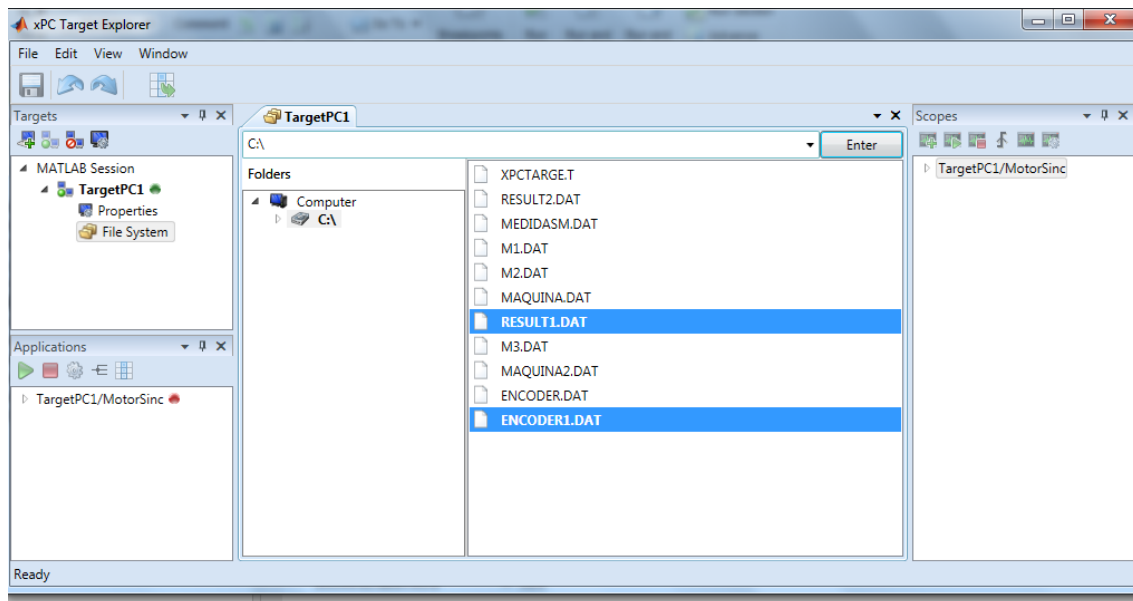 xPC Target Explorer
File Edit View Window
Targets
MATLAB Session
TargetPC1
Properties
File System
Applications
TargetPC1/MotorSinc
TargetPC1
C:\
Enter
Folders
Computer
C:\
XPCTARGE.T
RESULT2.DAT
MEDIDASM.DAT
M1.DAT
M2.DAT
MAQUINA.DAT
RESULT1.DAT
M3.DAT
MAQUINA2.DAT
ENCODER.DAT
ENCODER1.DAT
Scopes
TargetPC1/MotorSinc
Ready